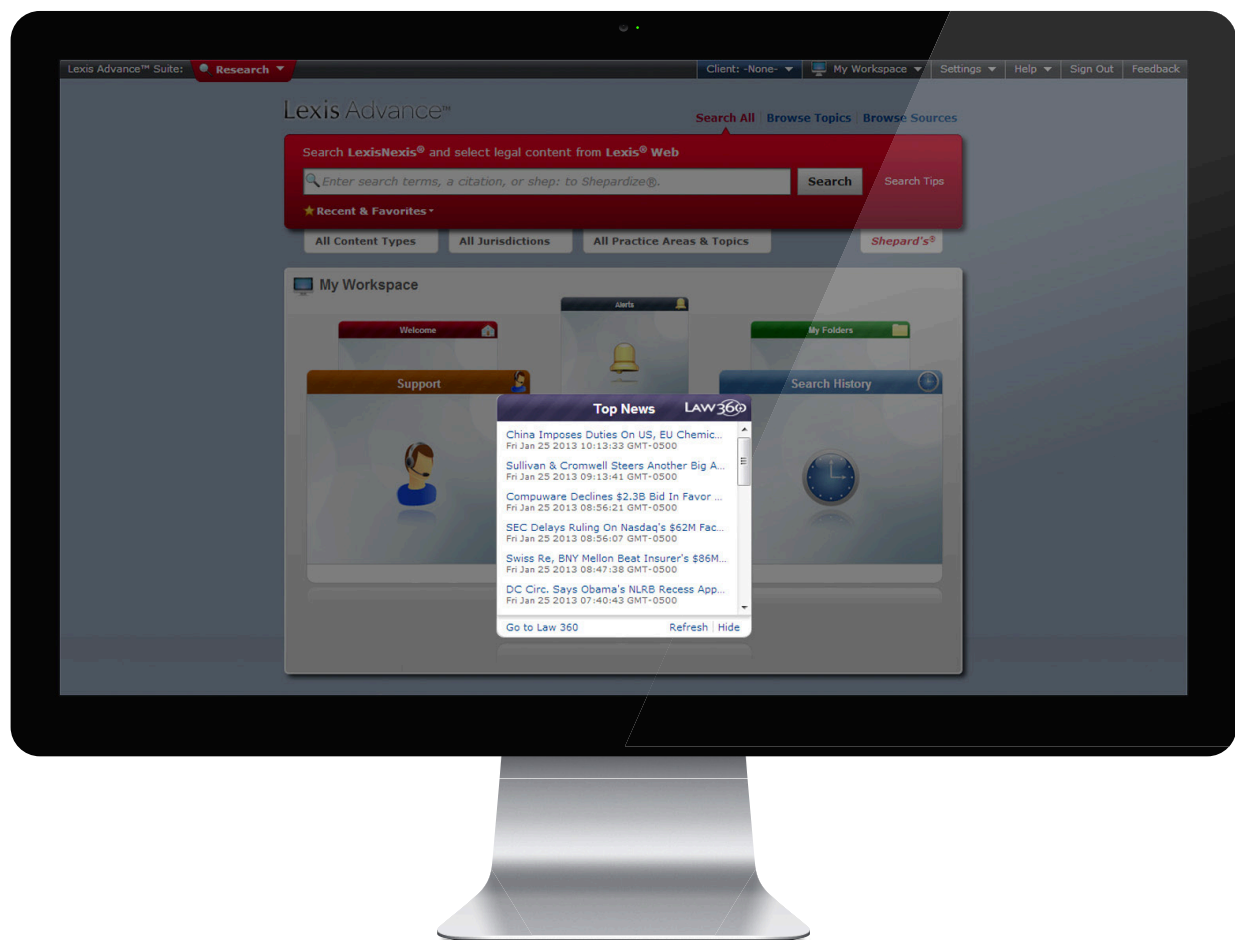 Lexis Advance™ Suite: Research Client: -None- My Workspace Settings Help Sign Out Feedback
Lexis Advance™
Search All Browse Topics Browse Sources
Search LexisNexis® and select legal content from Lexis® Web
Enter search terms, a citation, or shep: to Shepardize®. Search Search Tips
Recent & Favorites
All Content Types All Jurisdictions All Practice Areas & Topics Shepard's®
My Workspace
Alerts
Welcome My Folders
Support Search History
Top News LAW360
China Imposes Duties On US, EU Chemic...
Fri Jan 25 2013 10:13:33 GMT-0500
Sullivan & Cromwell Steers Another Big A...
Fri Jan 25 2013 09:13:41 GMT-0500
Compuware Declines $2.3B Bid In Favor ...
Fri Jan 25 2013 08:56:21 GMT-0500
SEC Delays Ruling On Nasdaq's $62M Fac...
Fri Jan 25 2013 08:56:07 GMT-0500
Swiss Re, BNY Mellon Beat Insurer's $86M...
Fri Jan 25 2013 08:47:38 GMT-0500
DC Circ. Says Obama's NLRB Recess App...
Fri Jan 25 2013 07:40:43 GMT-0500
Go to Law 360 Refresh Hide